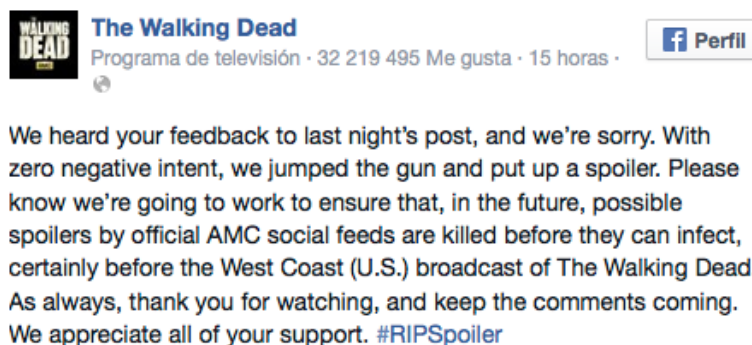 THE
WALKING
DEAD
amc
The Walking Dead
Perfil
Programa de televisión · 32 219 495 Me gusta · 15 horas ·
We heard your feedback to last night's post, and we're sorry. With
zero negative intent, we jumped the gun and put up a spoiler. Please
know we're going to work to ensure that, in the future, possible
spoilers by official AMC social feeds are killed before they can infect,
certainly before the West Coast (U.S.) broadcast of The Walking Dead
As always, thank you for watching, and keep the comments coming.
We appreciate all of your support. #RIPSpoiler